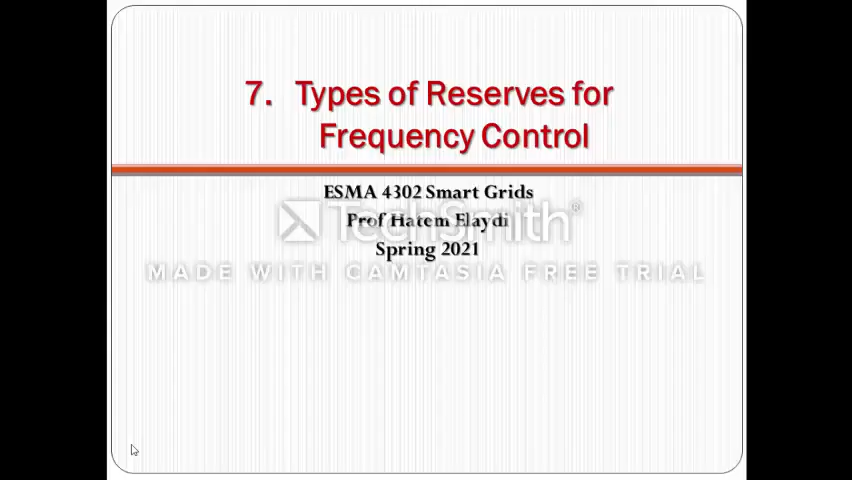 7. Types of Reserves for
Frequency Control
ESMA 4302 Smart Grids
Prof Hatem Elaydi
TechSmith®
Spring 2021
MADE WITH CAMTASIA FREE TRIAL